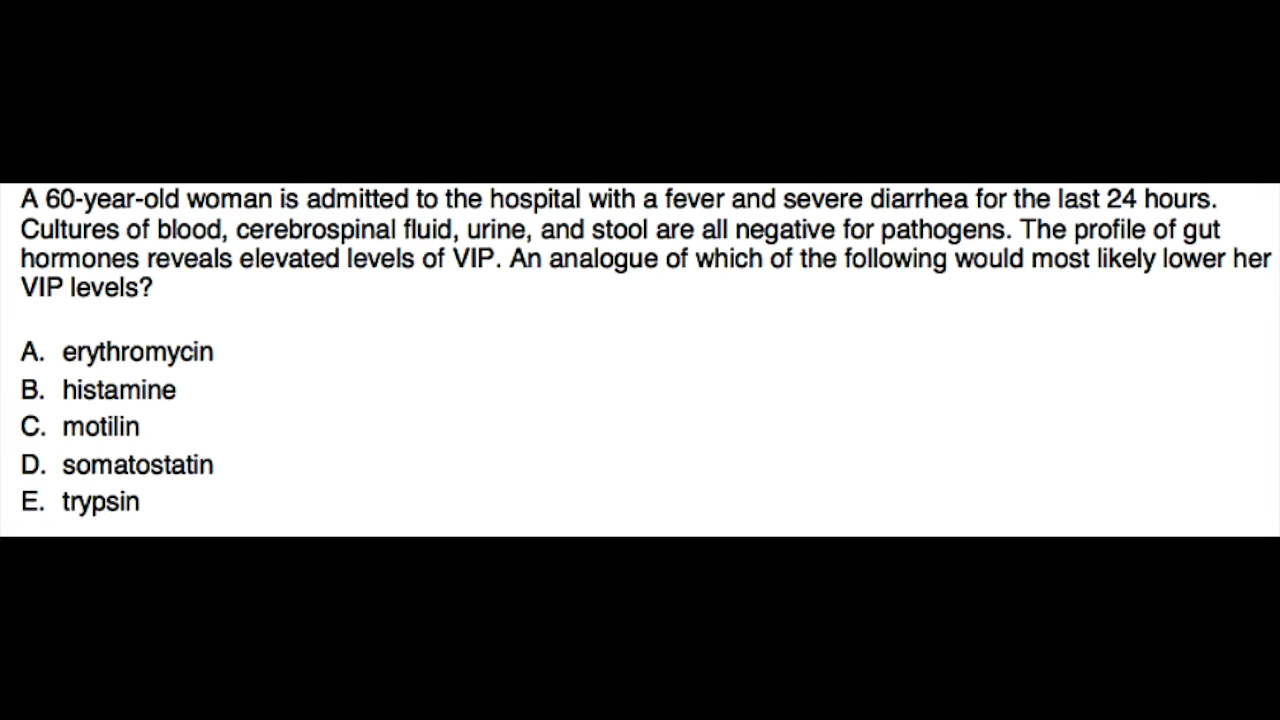 A 60-year-old woman is admitted to the hospital with a fever and severe diarrhea for the last 24 hours.
Cultures of blood, cerebrospinal fluid, urine, and stool are all negative for pathogens. The profile of gut
hormones reveals elevated levels of VIP. An analogue of which of the following would most likely lower her
VIP levels?
A. erythromycin
B. histamine
C. motilin
D. somatostatin
E. trypsin